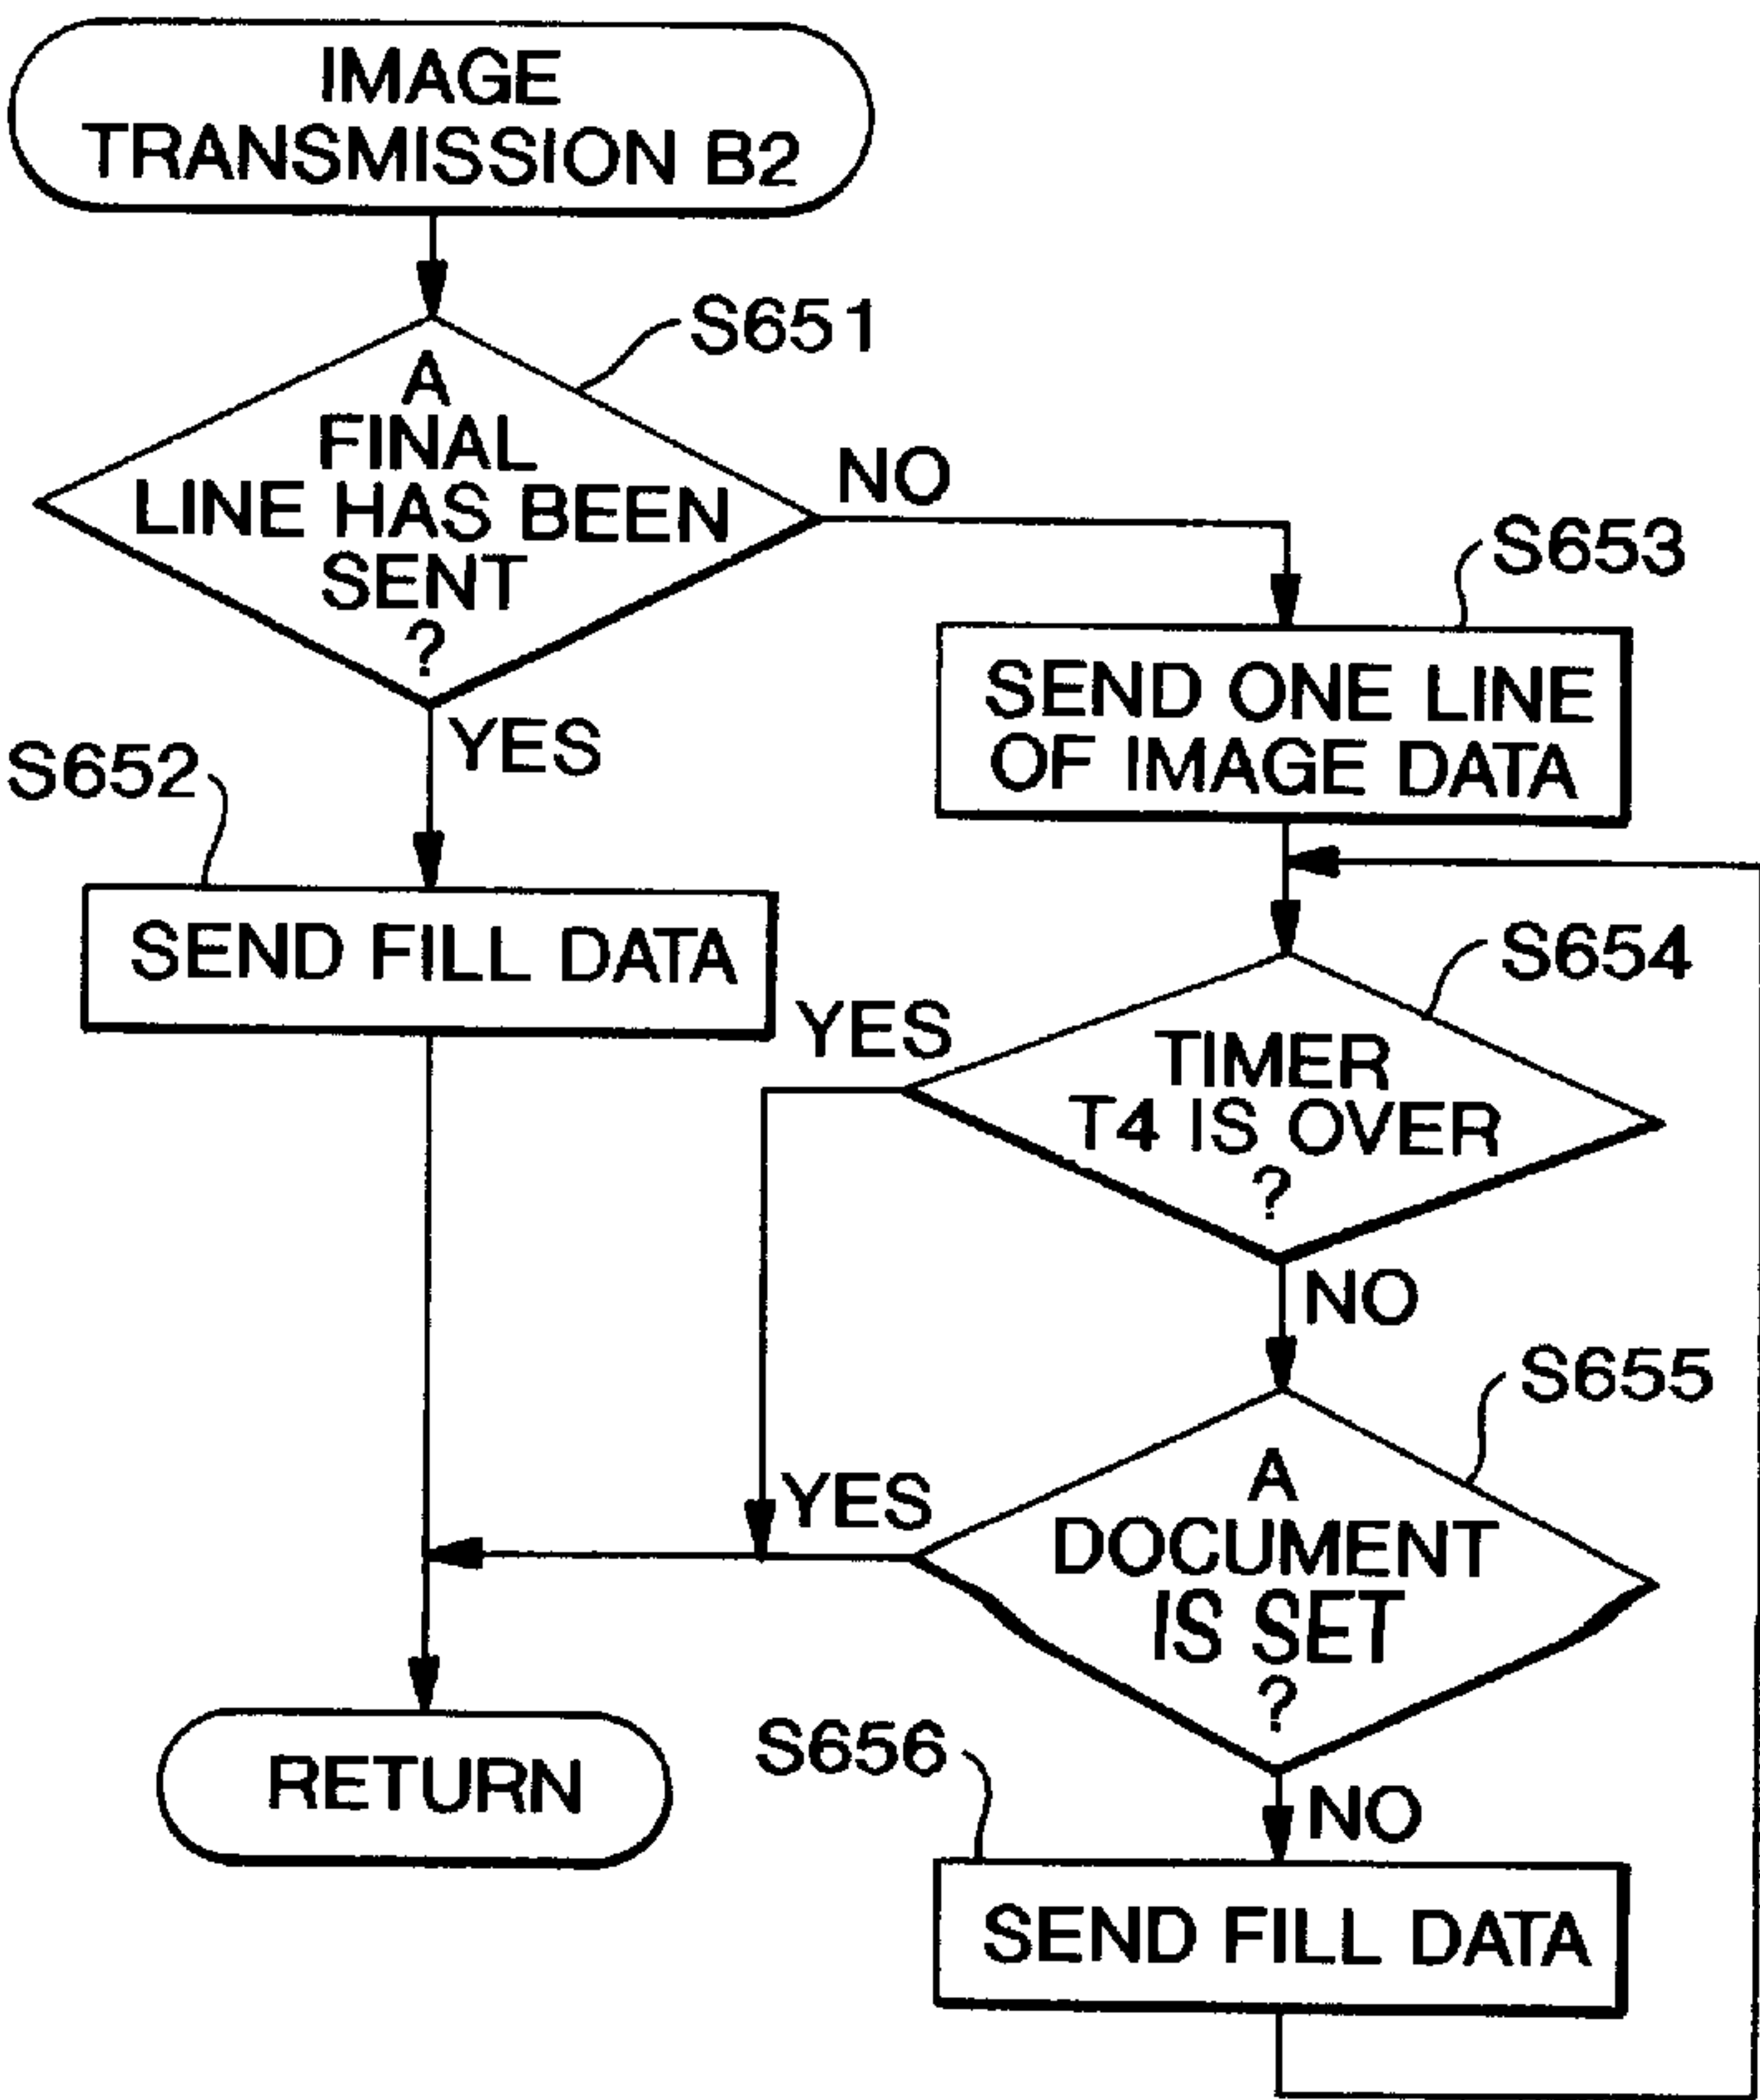 IMAGE
TRANSMISSION B2
S651
A
FINAL
LINE HAS BEEN
SENT
?
NO
YES
S653
SEND ONE LINE
OF IMAGE DATA
S652
SEND FILL DATA
S654
TIMER
T4 IS OVER
?
YES
NO
S655
A
DOCUMENT
IS SET
?
YES
NO
RETURN
S656
SEND FILL DATA